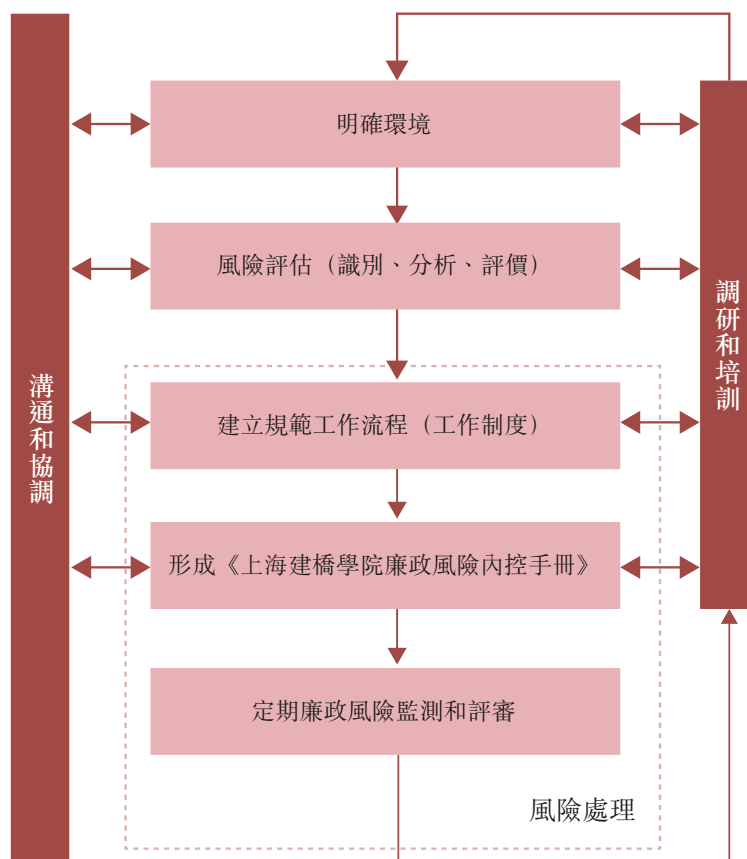 明確環境
風險評估（識別、分析、評價）
建立規範工作流程（工作制度）
形成《上海建橋學院廉政風險內控手冊》
定期廉政風險監測和評審
風險處理
溝通和協調
調研和培訓